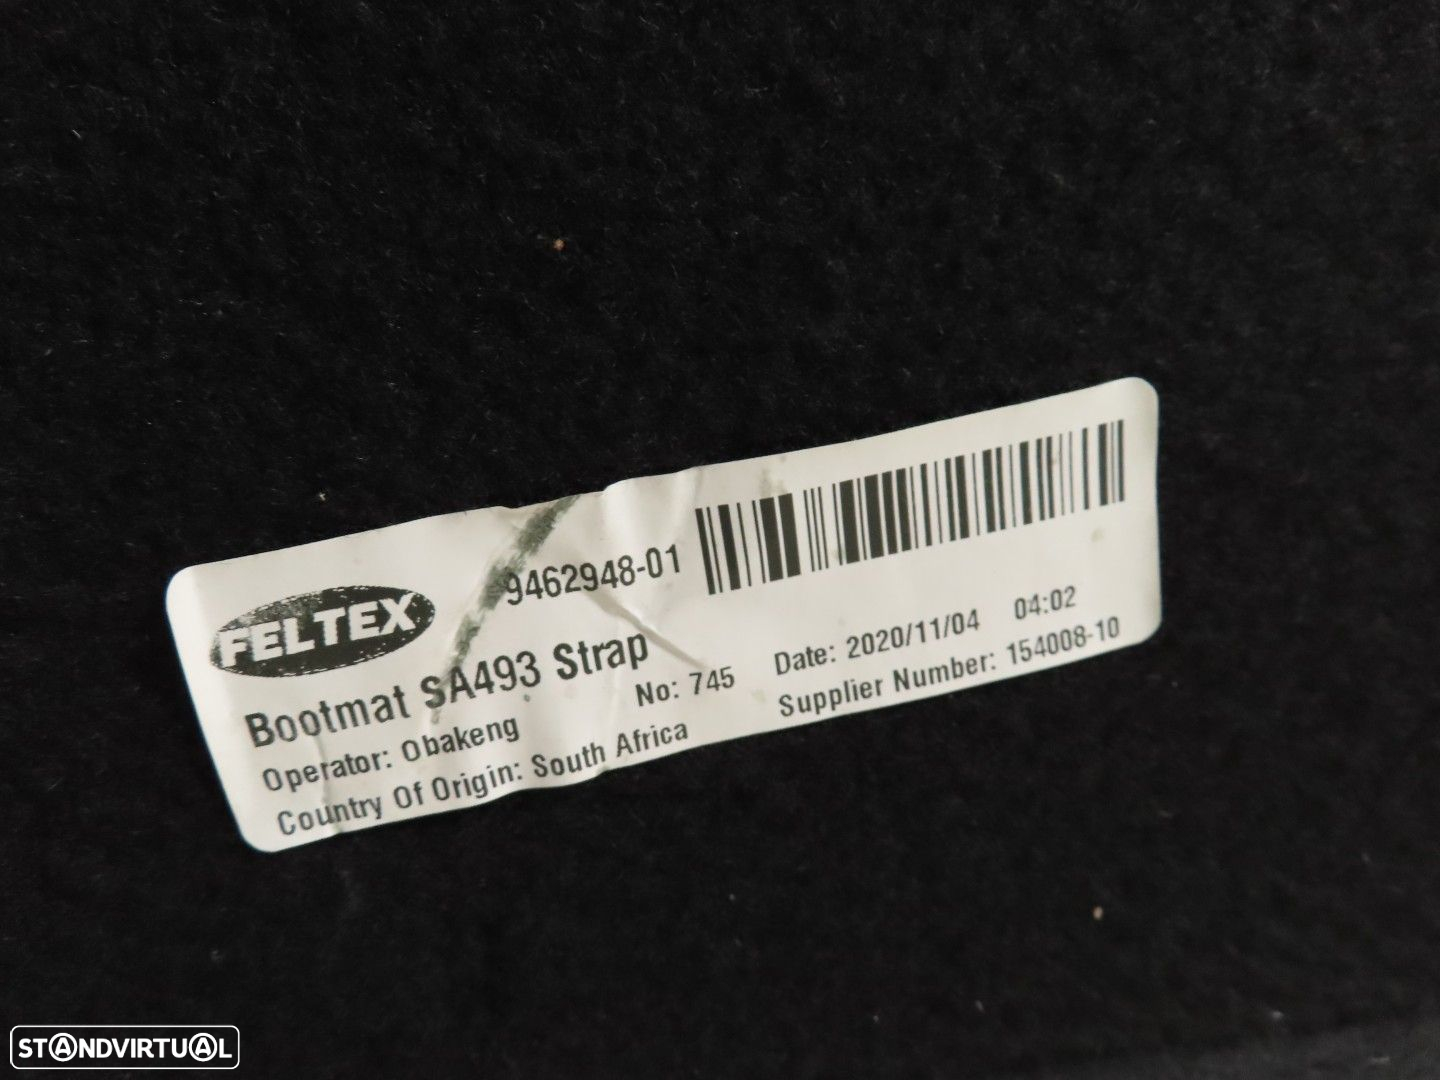 FELTEX
9462948-01
Bootmat SA493 Strap
Operator: Obakeng No: 745 Date: 2020/11/04 04:02
Country Of Origin: South Africa Supplier Number: 154008-10
STANDVIRTUAL